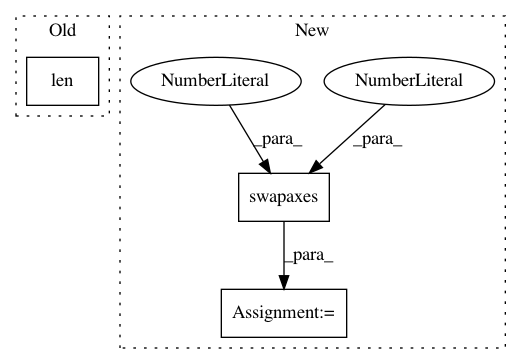 Old
New
len
NumberLiteral
NumberLiteral
_para_
_para_
swapaxes
_para_
Assignment:=